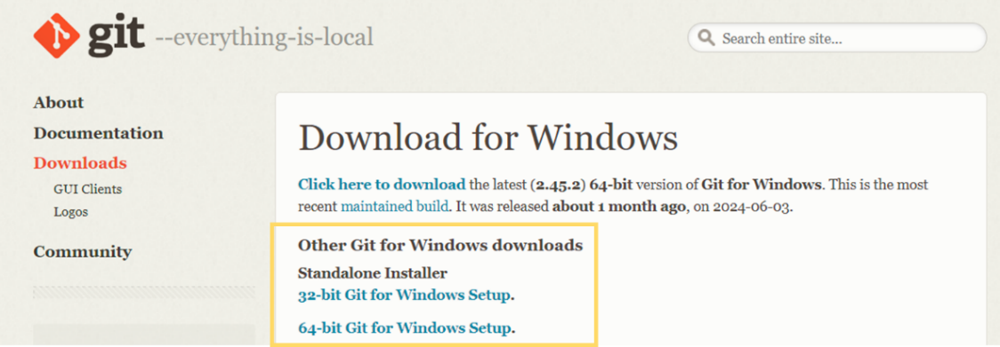 git --everything-is-local
Search entire site...
About
Documentation
Downloads
GUI Clients
Logos
Community
Download for Windows
Click here to download the latest (2.45.2) 64-bit version of Git for Windows. This is the most
recent maintained build. It was released about 1 month ago, on 2024-06-03.
Other Git for Windows downloads
Standalone Installer
32-bit Git for Windows Setup.
64-bit Git for Windows Setup.